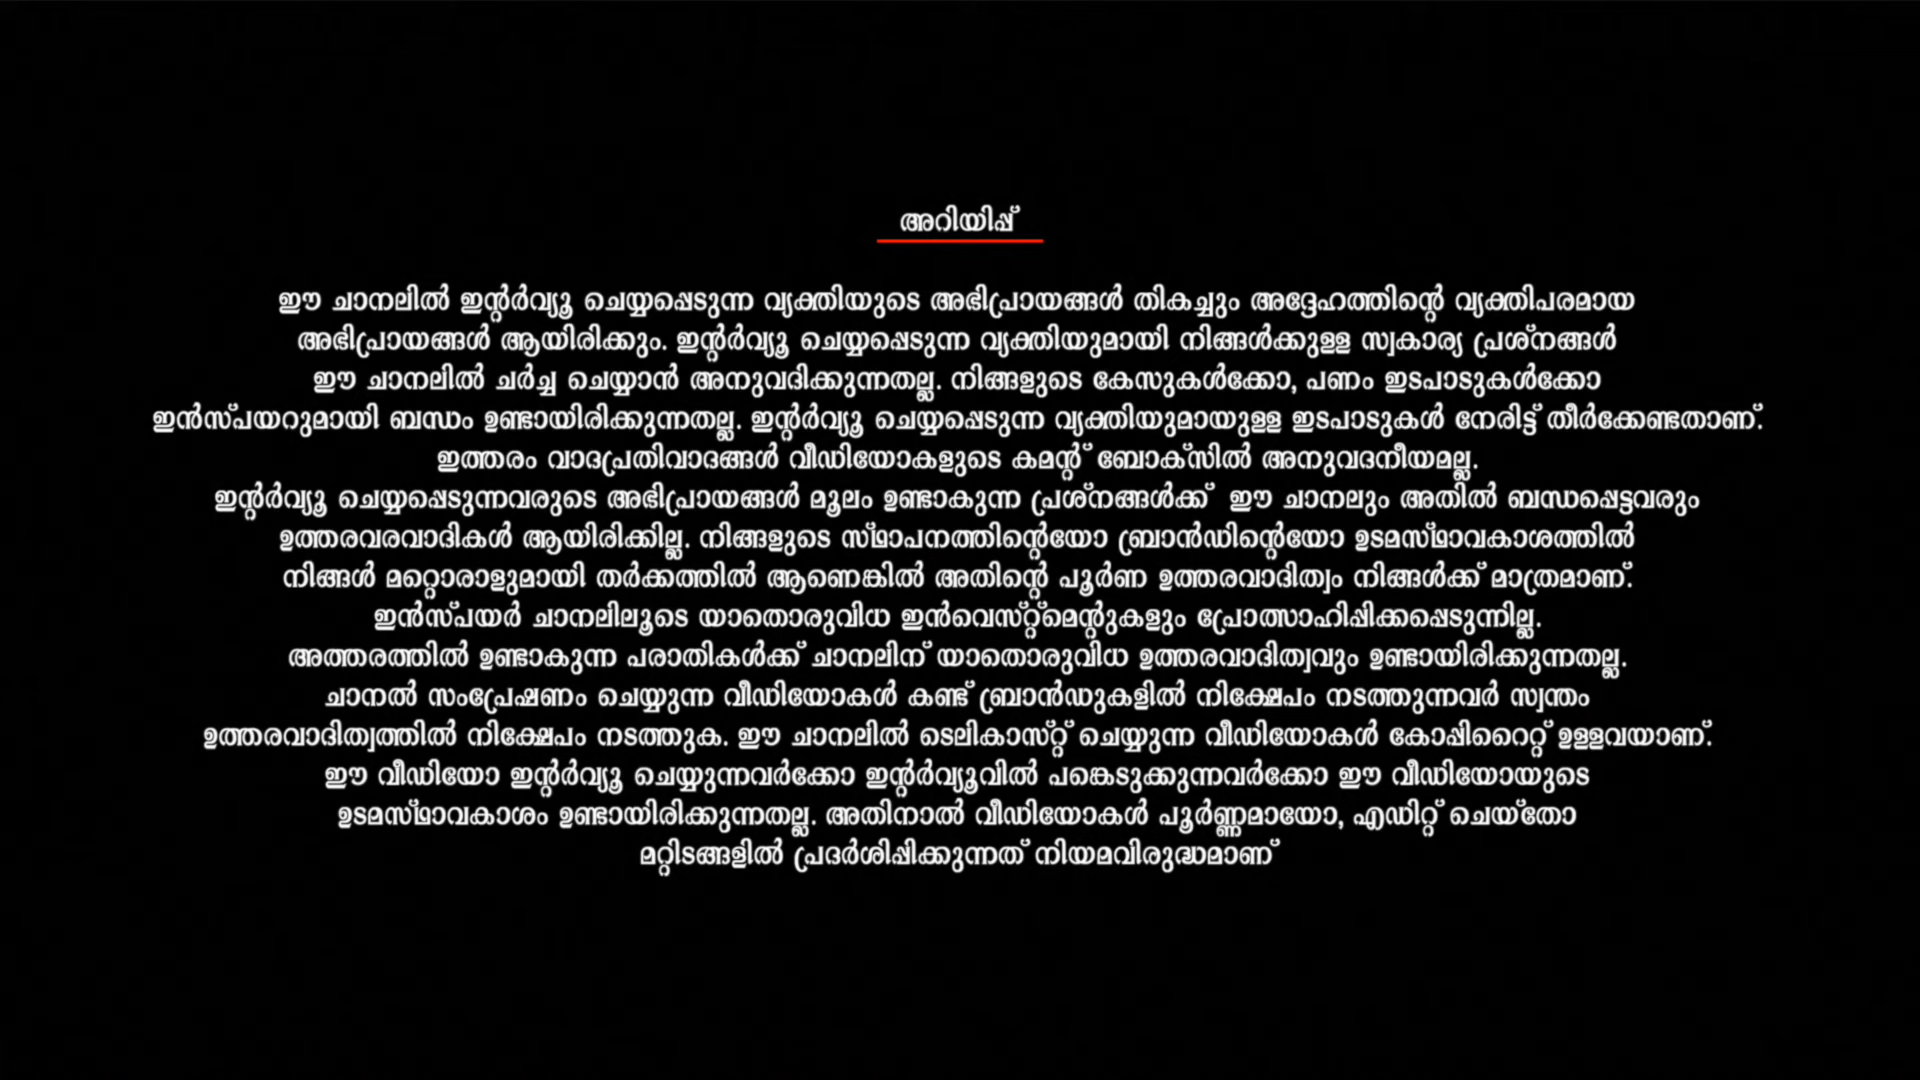 അറിയിപ്പ്
ഈ ചാനലിൽ ഇന്റർവ്യൂ ചെയ്യപ്പെടുന്ന വ്യക്തിയുടെ അഭിപ്രായങ്ങൾ തികച്ചും അദ്ദേഹത്തിന്റെ വ്യക്തിപരമായ
അഭിപ്രായങ്ങൾ ആയിരിക്കും. ഇന്റർവ്യൂ ചെയ്യപ്പെടുന്ന വ്യക്തിയുമായി നിങ്ങൾക്കുള്ള സ്വകാര്യ പ്രശ്നങ്ങൾ
ഈ ചാനലിൽ ചർച്ച ചെയ്യാൻ അനുവദിക്കുന്നതല്ല. നിങ്ങളുടെ കേസുകൾക്കോ, പണം ഇടപാടുകൾക്കോ
ഇൻസ്പയറുമായി ബന്ധം ഉണ്ടായിരിക്കുന്നതല്ല. ഇന്റർവ്യൂ ചെയ്യപ്പെടുന്ന വ്യക്തിയുമായുള്ള ഇടപാടുകൾ നേരിട്ട് തീർക്കേണ്ടതാണ്.
ഇത്തരം വാദപ്രതിവാദങ്ങൾ വീഡിയോകളുടെ കമന്റ് ബോക്സിൽ അനുവദനീയമല്ല.
ഇന്റർവ്യൂ ചെയ്യപ്പെടുന്നവരുടെ അഭിപ്രായങ്ങൾ മൂലം ഉണ്ടാകുന്ന പ്രശ്നങ്ങൾക്ക് ഈ ചാനലും അതിൽ ബന്ധപ്പെട്ടവരും
ഉത്തരവരവാദികൾ ആയിരിക്കില്ല. നിങ്ങളുടെ സ്ഥാപനത്തിന്റെയോ ബ്രാൻഡിന്റെയോ ഉടമസ്ഥാവകാശത്തിൽ
നിങ്ങൾ മറ്റൊരാളുമായി തർക്കത്തിൽ ആണെങ്കിൽ അതിന്റെ പൂർണ ഉത്തരവാദിത്വം നിങ്ങൾക്ക് മാത്രമാണ്.
ഇൻസ്പയർ ചാനലിലൂടെ യാതൊരുവിധ ഇൻവെസ്റ്റ്മെന്റുകളും പ്രോത്സാഹിപ്പിക്കപ്പെടുന്നില്ല.
അത്തരത്തിൽ ഉണ്ടാകുന്ന പരാതികൾക്ക് ചാനലിന് യാതൊരുവിധ ഉത്തരവാദിത്വവും ഉണ്ടായിരിക്കുന്നതല്ല.
ചാനൽ സംപ്രേഷണം ചെയ്യുന്ന വീഡിയോകൾ കണ്ട് ബ്രാൻഡുകളിൽ നിക്ഷേപം നടത്തുന്നവർ സ്വന്തം
ഉത്തരവാദിത്വത്തിൽ നിക്ഷേപം നടത്തുക. ഈ ചാനലിൽ ടെലികാസ്റ്റ് ചെയ്യുന്ന വീഡിയോകൾ കോപ്പിറൈറ്റ് ഉള്ളവയാണ്.
ഈ വീഡിയോ ഇന്റർവ്യൂ ചെയ്യുന്നവർക്കോ ഇന്റർവ്യൂവിൽ പങ്കെടുക്കുന്നവർക്കോ ഈ വീഡിയോയുടെ
ഉടമസ്ഥാവകാശം ഉണ്ടായിരിക്കുന്നതല്ല. അതിനാൽ വീഡിയോകൾ പൂർണ്ണമായോ, എഡിറ്റ് ചെയ്തോ
മറ്റിടങ്ങളിൽ പ്രദർശിപ്പിക്കുന്നത് നിയമവിരുദ്ധമാണ്